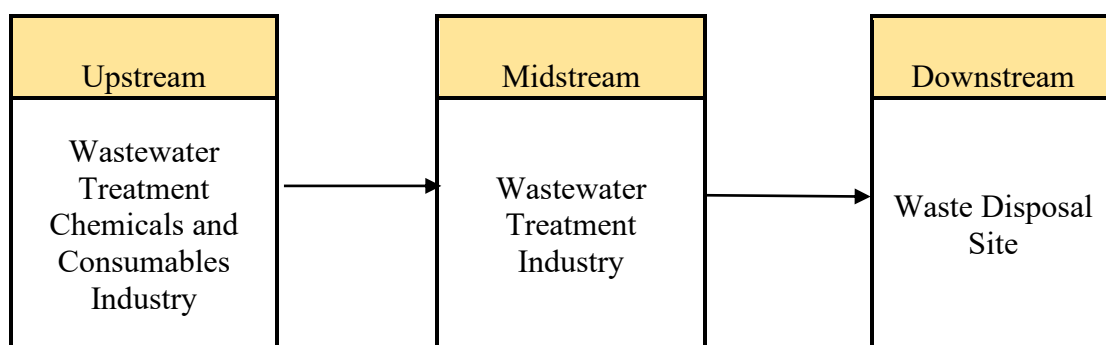 Upstream
Wastewater
Treatment
Chemicals and
Consumables
Industry
Midstream
Wastewater
Treatment
Industry
Downstream
Waste Disposal
Site